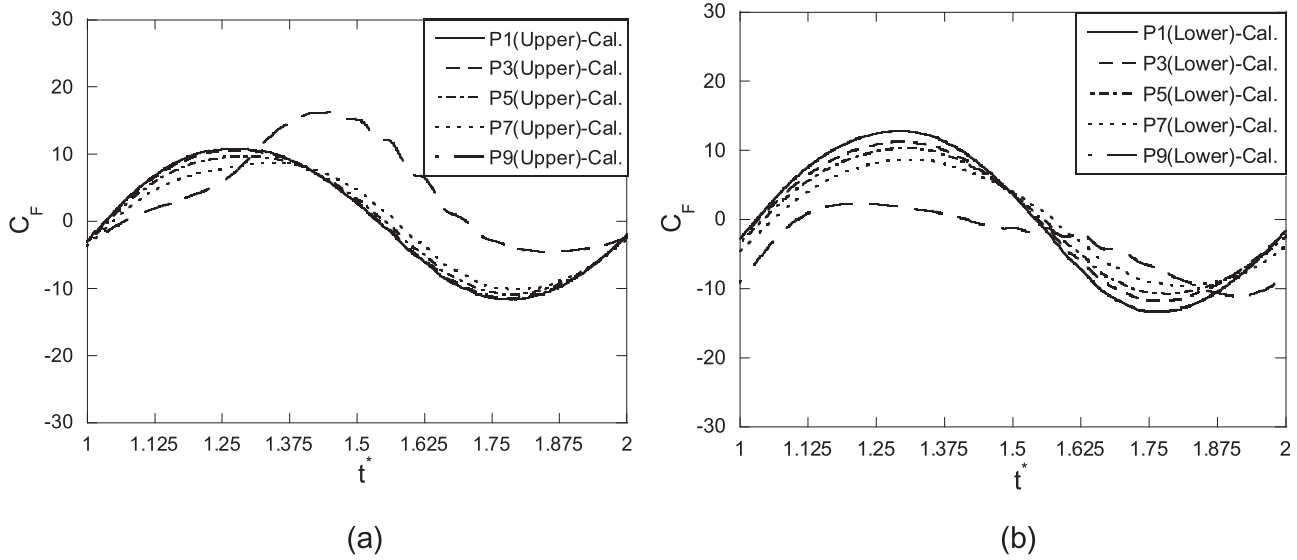 30
20
10
0
-10
-20
-30
C_F
P1(Upper)-Cal.
P3(Upper)-Cal.
P5(Upper)-Cal.
P7(Upper)-Cal.
P9(Upper)-Cal.
1 1.125 1.25 1.375 1.5 1.625 1.75 1.875 2
t*
(a)
30
20
10
0
-10
-20
-30
C_F
P1(Lower)-Cal.
P3(Lower)-Cal.
P5(Lower)-Cal.
P7(Lower)-Cal.
P9(Lower)-Cal.
1 1.125 1.25 1.375 1.5 1.625 1.75 1.875 2
t*
(b)